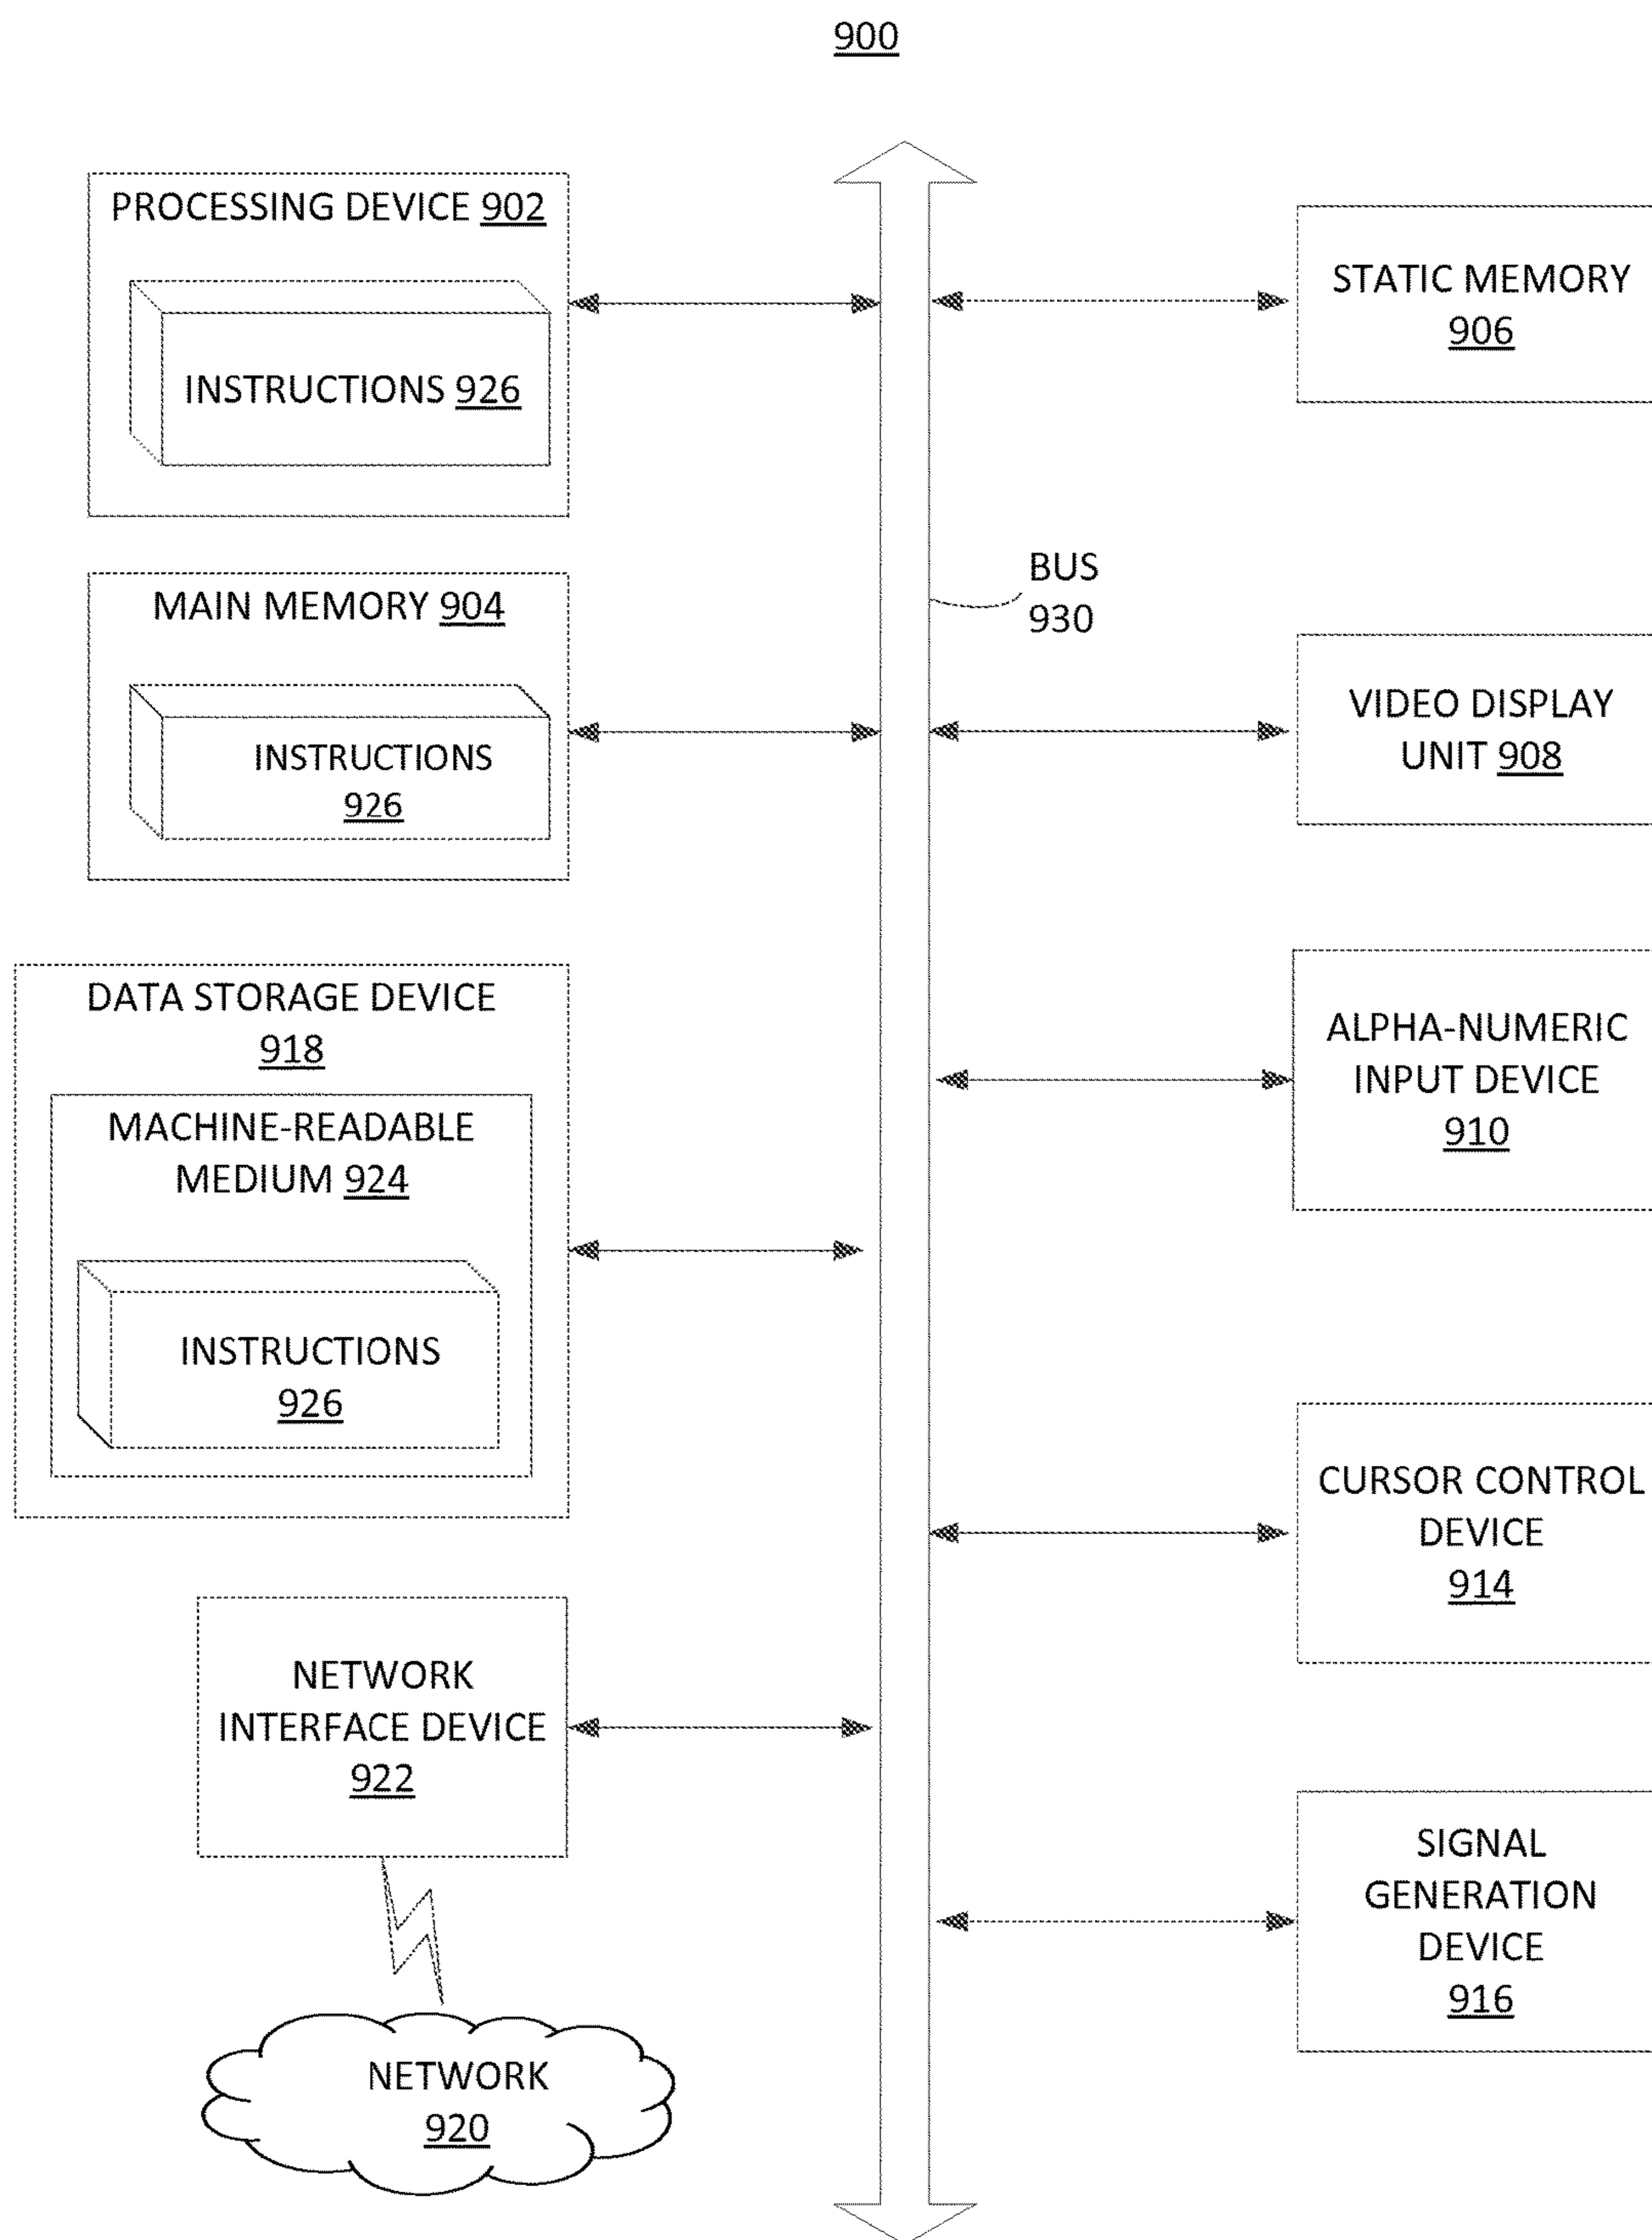 900
PROCESSING DEVICE 902
INSTRUCTIONS 926
MAIN MEMORY 904
INSTRUCTIONS
926
DATA STORAGE DEVICE
918
MACHINE-READABLE
MEDIUM 924
INSTRUCTIONS
926
NETWORK
INTERFACE DEVICE
922
NETWORK
920
BUS
930
STATIC MEMORY
906
VIDEO DISPLAY
UNIT 908
ALPHA-NUMERIC
INPUT DEVICE
910
CURSOR CONTROL
DEVICE
914
SIGNAL
GENERATION
DEVICE
916